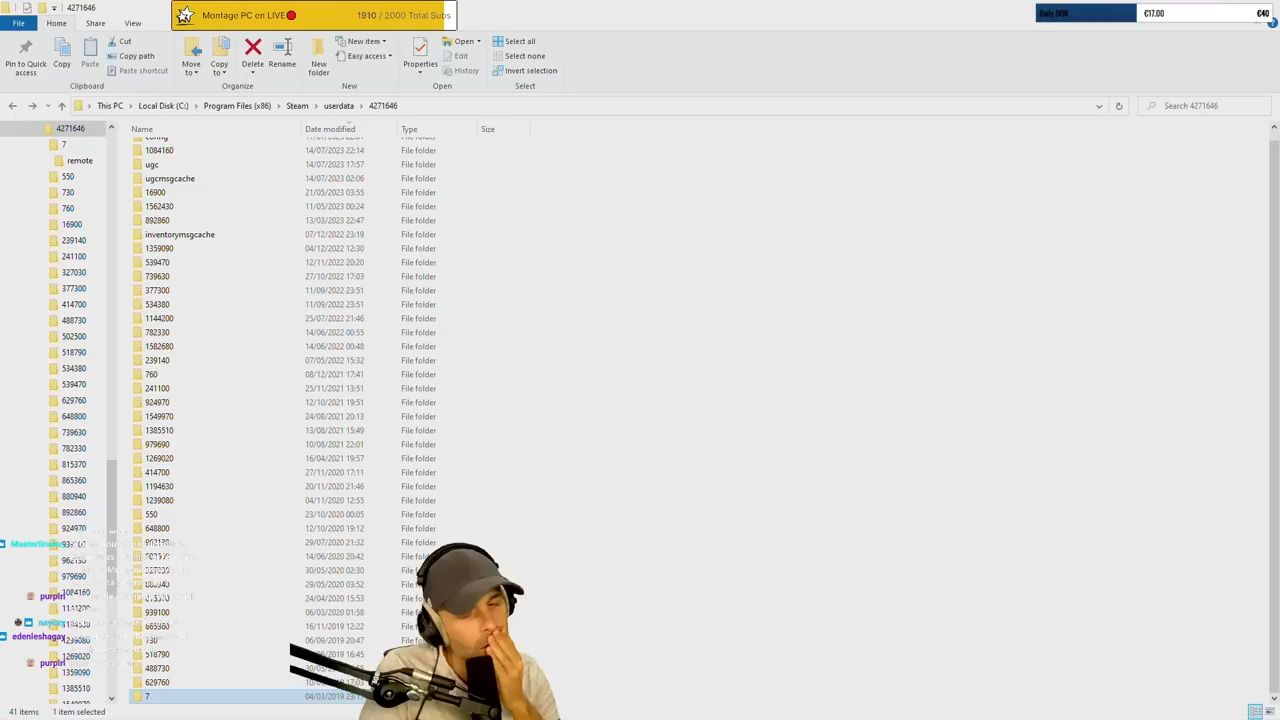 4271646
Montage PC en LIVE
1910 / 2000 Total Subs
Daily DON
€17.00
€40
File
Home
Share
View
Pin to Quick access
Copy
Paste
Cut
Copy path
Paste shortcut
Clipboard
Move to
Copy to
Delete
Rename
Organize
New folder
New item
Easy access
New
Properties
Open
Edit
History
Open
Select all
Select none
Invert selection
Select
This PC > Local Disk (C:) > Program Files (x86) > Steam > userdata > 4271646
Search 4271646
Name Date modified Type Size
4271646
7
remote
550
730
760
16900
239140
241100
327030
377300
414700
488730
502500
518790
534380
539470
629760
648800
739630
782330
815370
865360
880940
892860
924970
962130
979690
1084160
1269020
1359090
1385510
config
1084160 14/07/2023 22:14 File folder
ugc 14/07/2023 17:57 File folder
ugcmsgcache 14/07/2023 02:06 File folder
16900 21/05/2023 03:55 File folder
1562430 11/05/2023 00:24 File folder
892860 13/03/2023 22:47 File folder
inventorymsgcache 07/12/2022 23:19 File folder
1359090 04/12/2022 12:30 File folder
539470 12/11/2022 20:20 File folder
739630 27/10/2022 17:03 File folder
377300 11/09/2022 23:51 File folder
534380 11/09/2022 23:51 File folder
1144200 25/07/2022 21:46 File folder
782330 14/06/2022 00:55 File folder
1582680 14/06/2022 00:48 File folder
239140 07/05/2022 15:32 File folder
760 08/12/2021 17:41 File folder
241100 25/11/2021 13:51 File folder
924970 12/10/2021 19:51 File folder
1549970 24/08/2021 20:13 File folder
1385510 13/08/2021 15:49 File folder
979690 10/08/2021 22:01 File folder
1269020 16/04/2021 19:57 File folder
414700 27/11/2020 17:11 File folder
1194630 20/11/2020 21:46 File folder
1239080 04/11/2020 12:55 File folder
550 23/10/2020 00:05 File folder
648800 12/10/2020 19:12 File folder
29/07/2020 21:32 File folder
14/06/2020 20:42 File folder
30/05/2020 02:30
29/05/2020 03:52
24/04/2020 15:53
939100 06/03/2020 01:58
865360 16/11/2019 12:22
730 06/09/2019 20:47
518790
488730
629760
7 04/03/2019
purplrl
edenleshagay
purplrl
41 items
1 item selected